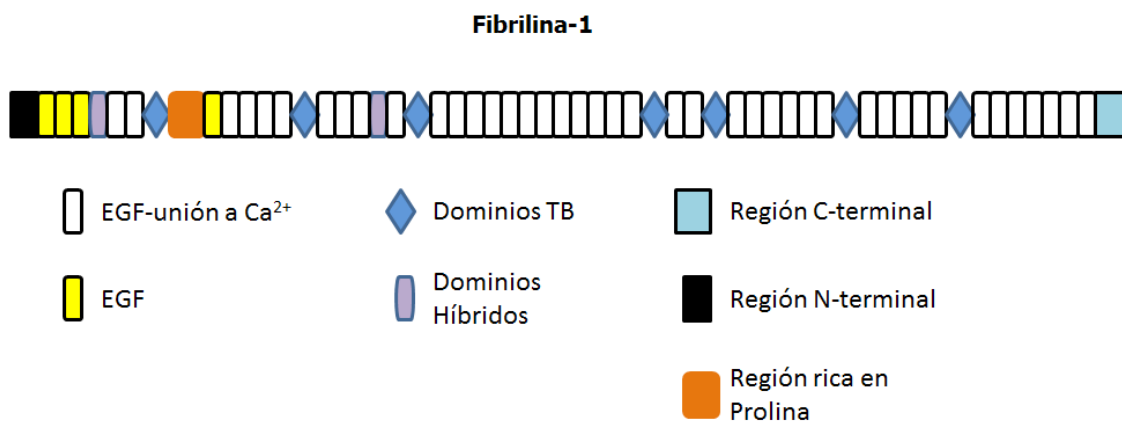 Fibrilina-1
EGF-unión a Ca²⁺
Dominios TB
Región C-terminal
EGF
Dominios
Híbridos
Región N-terminal
Región rica en
Prolina